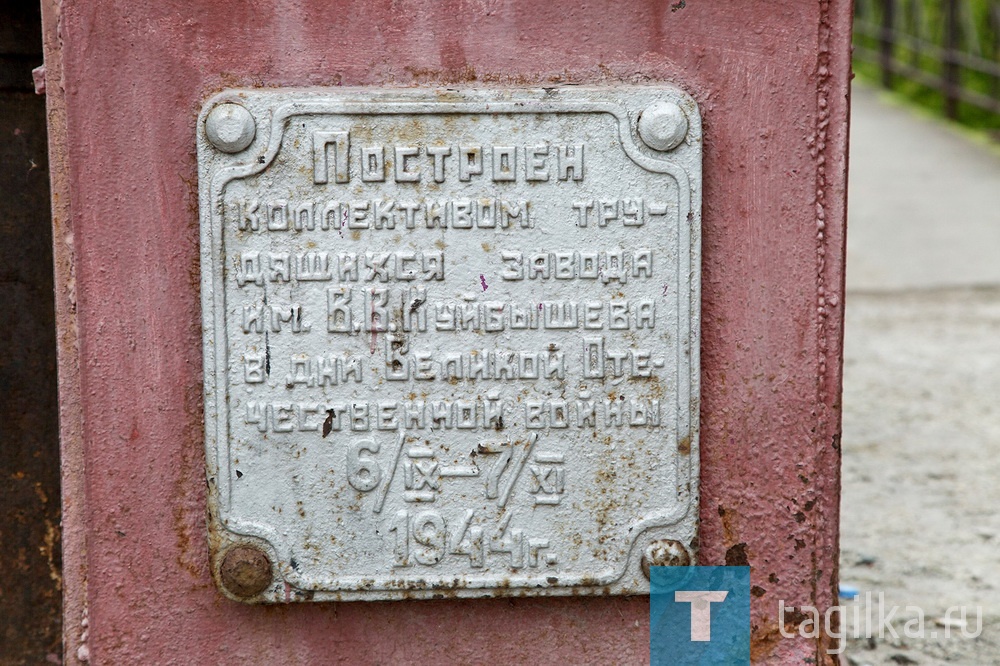 Построен
коллективом тру-
дящихся завода
им. В.В.Куйбышева
в дни Великой Оте-
чественной войны
6/IX–7/XI
1944г.
T tagilka.ru